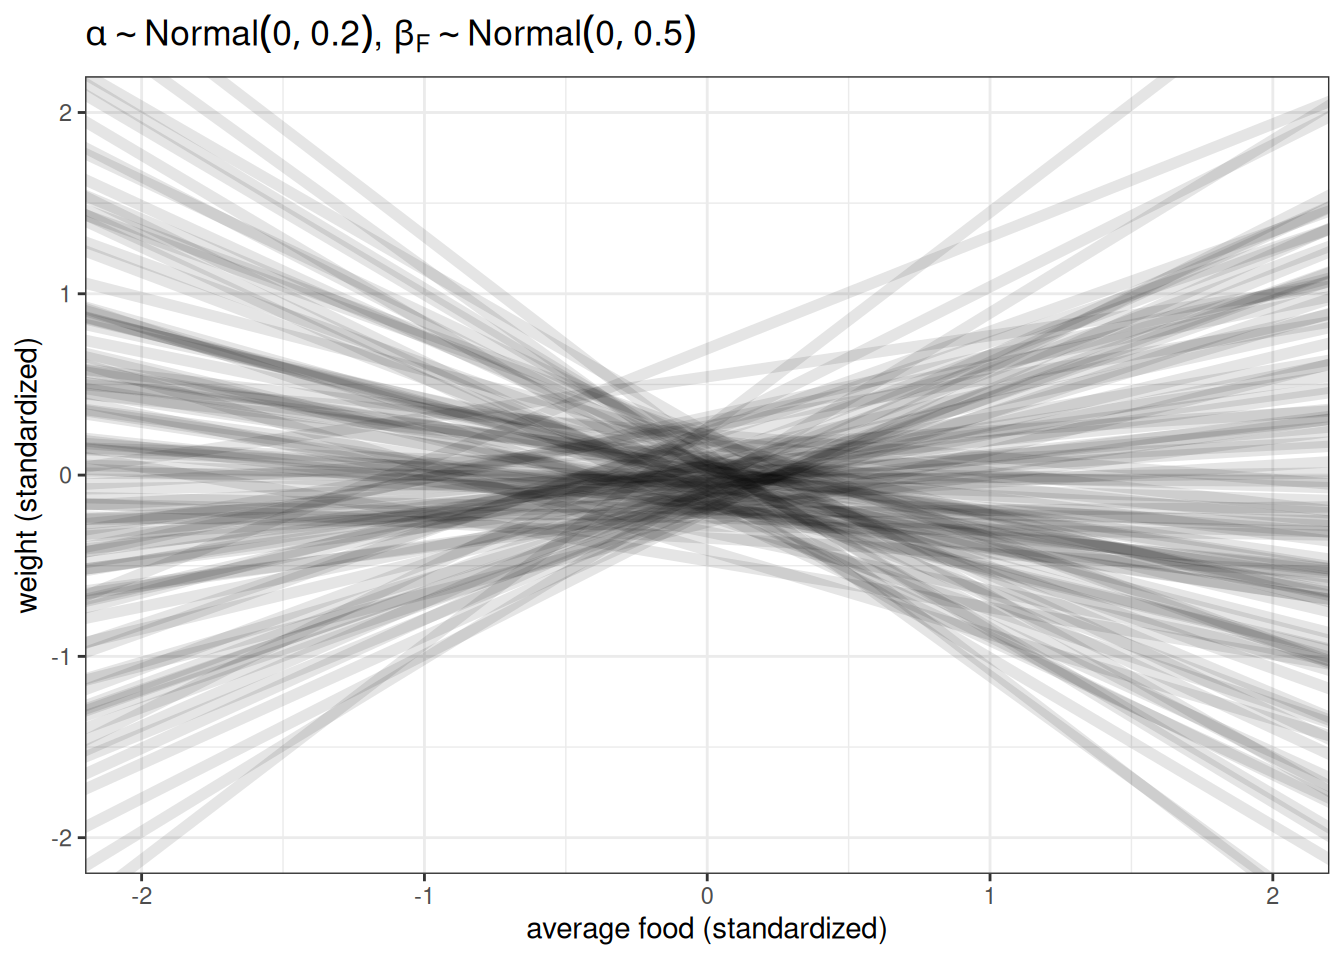 α ~ Normal(0, 0.2), βF ~ Normal(0, 0.5)
2
1
0
-1
-2
weight (standardized)
-2 -1 0 1 2
average food (standardized)